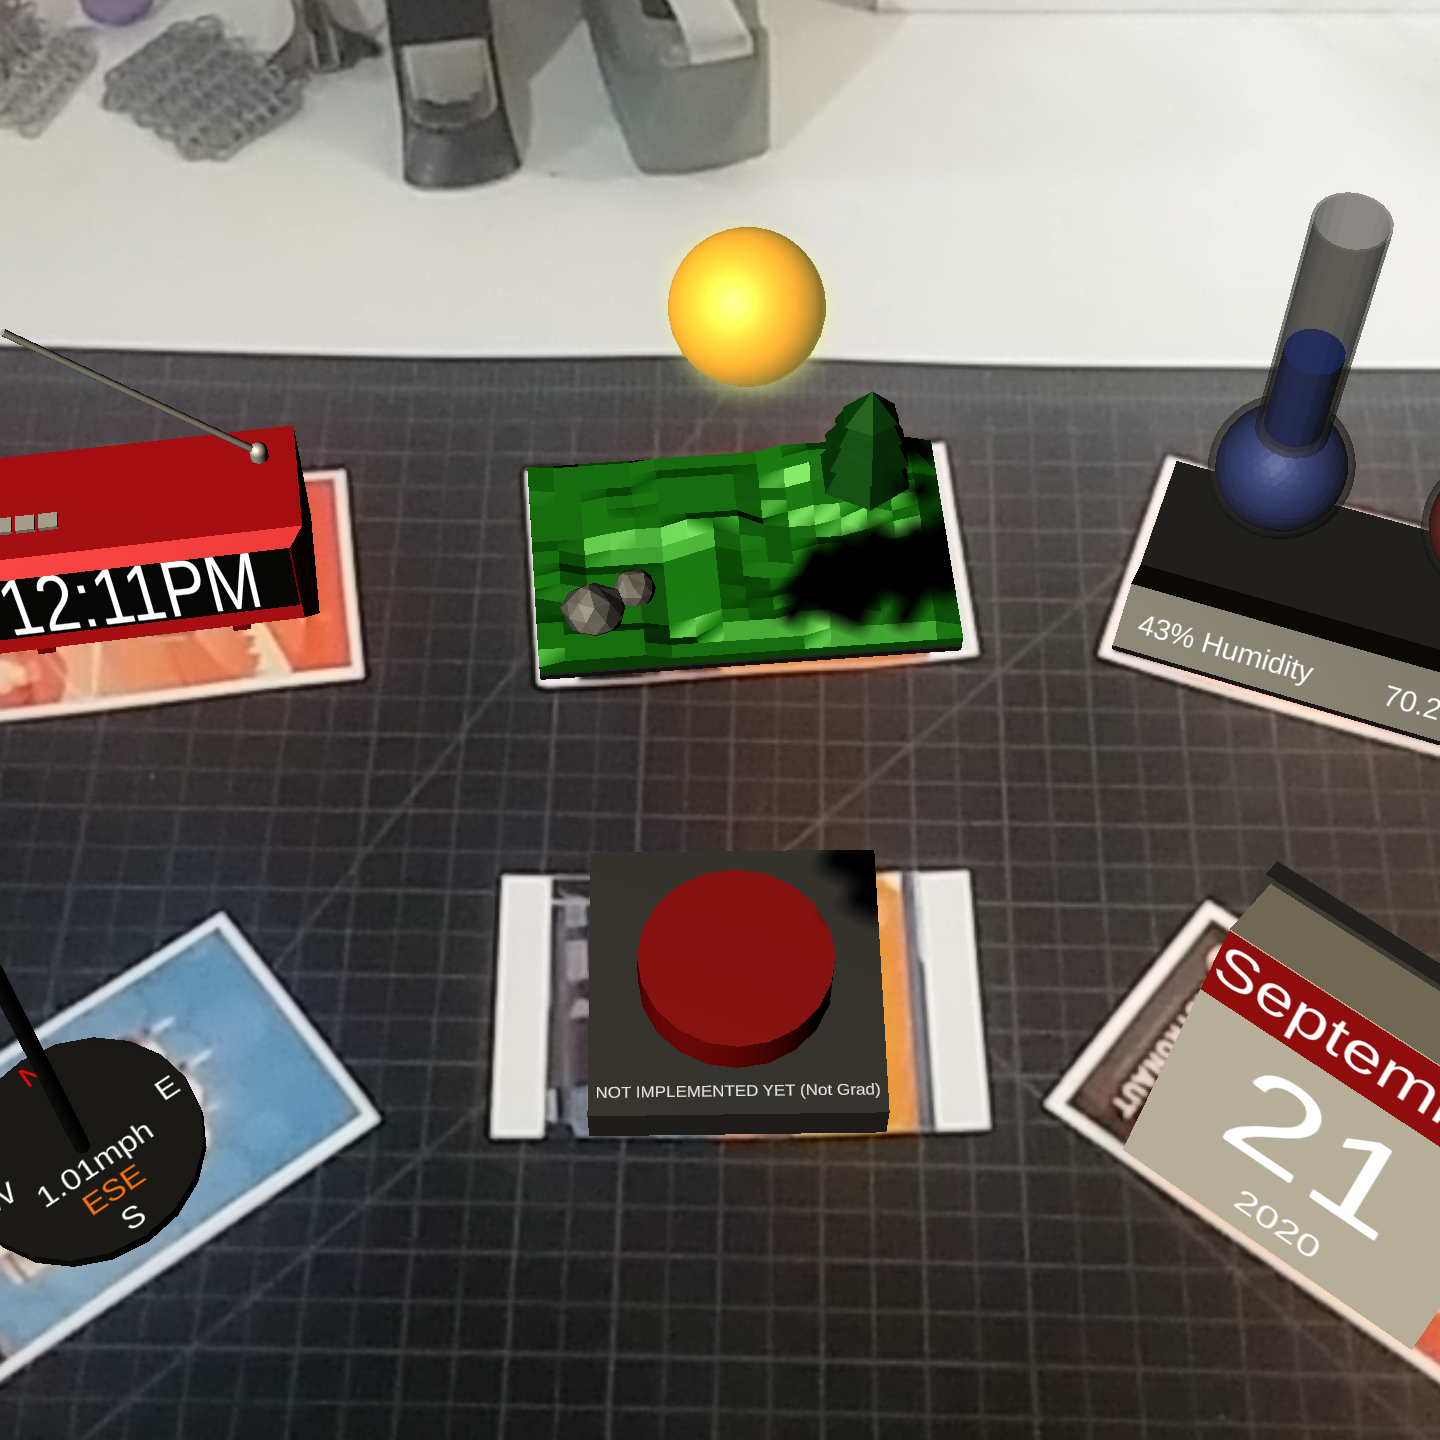 12:11PM
43% Humidity
70.2
NOT IMPLEMENTED YET (Not Grad)
N
E
1.01mph
ESE
W
S
Septem
21
2020